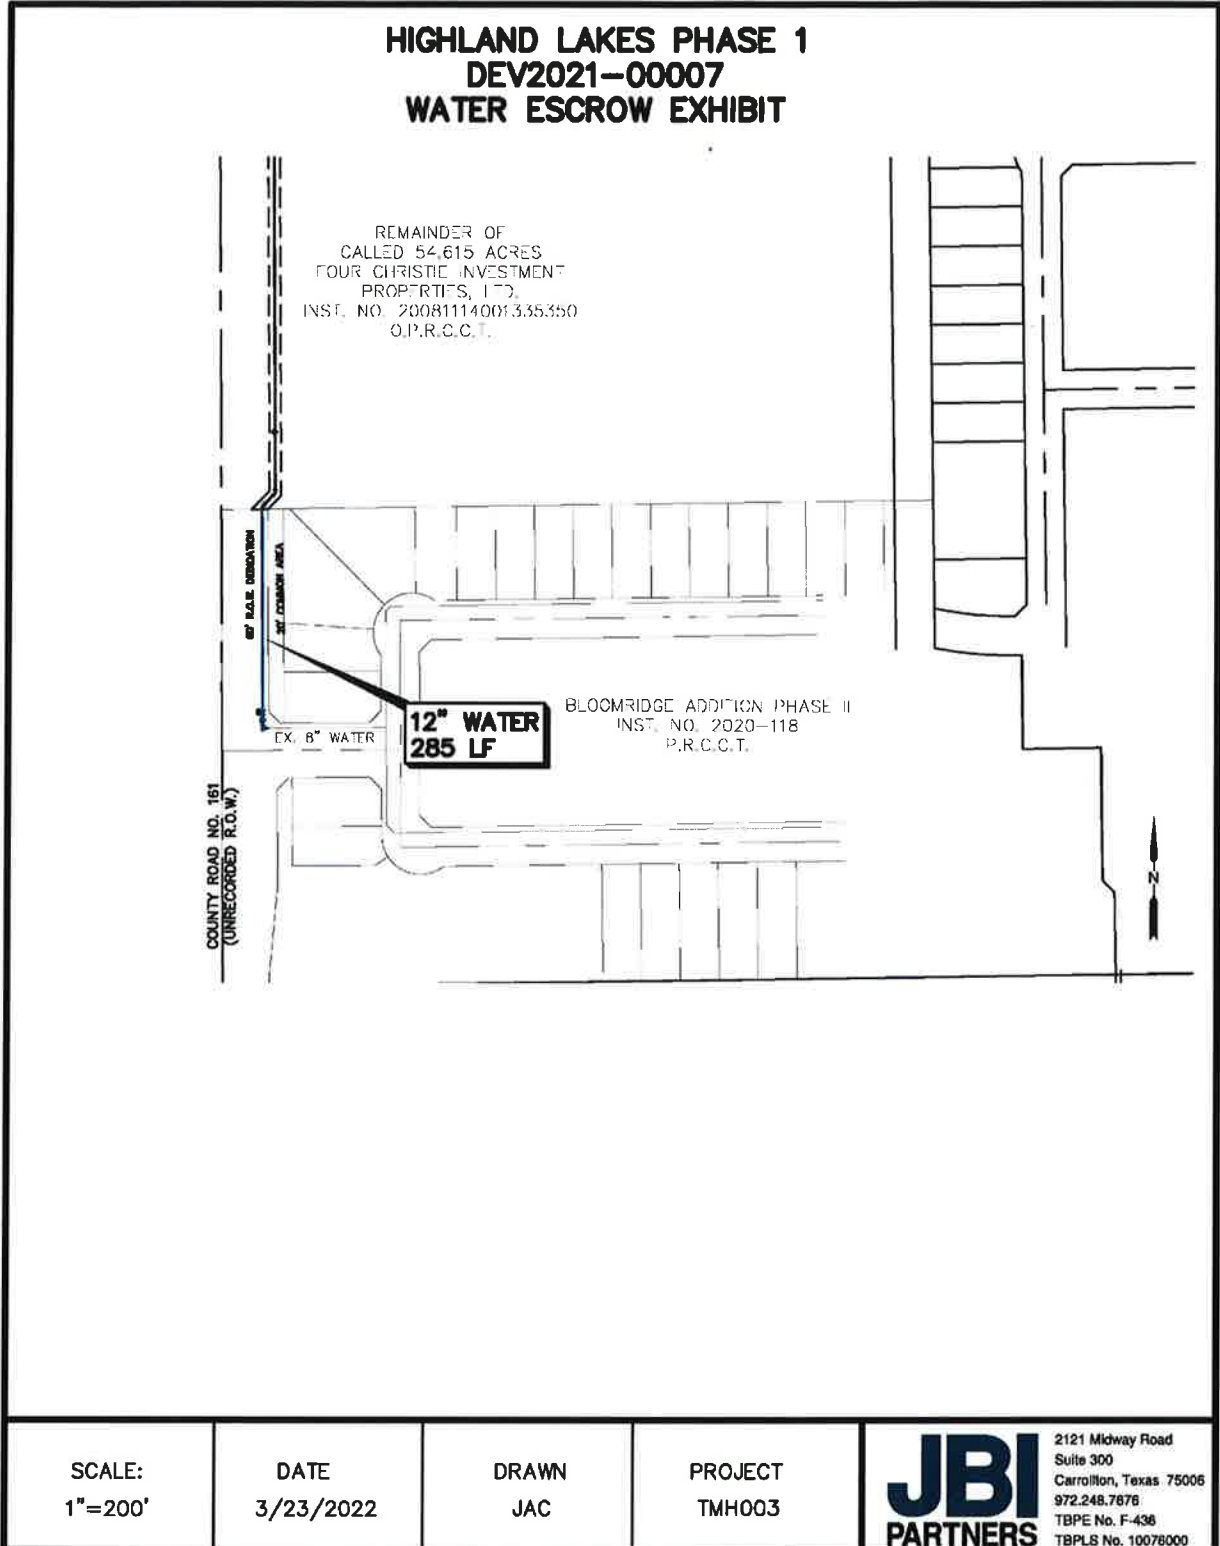 HIGHLAND LAKES PHASE 1
DEV2021-00007
WATER ESCROW EXHIBIT
REMAINDER OF
CALLED 54.615 ACRES
FOUR CHRISTIE INVESTMENT
PROPERTIES, LTD.
INST. NO. 20081114001335350
O.P.R.C.C.T.
60' R.O.W. DEDICATION
20' COMMON AREA
12" WATER
285 LF
EX. 8" WATER
BLOOMRIDGE ADDITION PHASE II
INST. NO. 2020-118
P.R.C.C.T.
COUNTY ROAD NO. 161
(UNRECORDED R.O.W.)
N
SCALE:
1"=200'
DATE
3/23/2022
DRAWN
JAC
PROJECT
TMH003
JBI
PARTNERS
2121 Midway Road
Suite 300
Carrollton, Texas 75006
972.248.7676
TBPE No. F-438
TBPLS No. 10076000